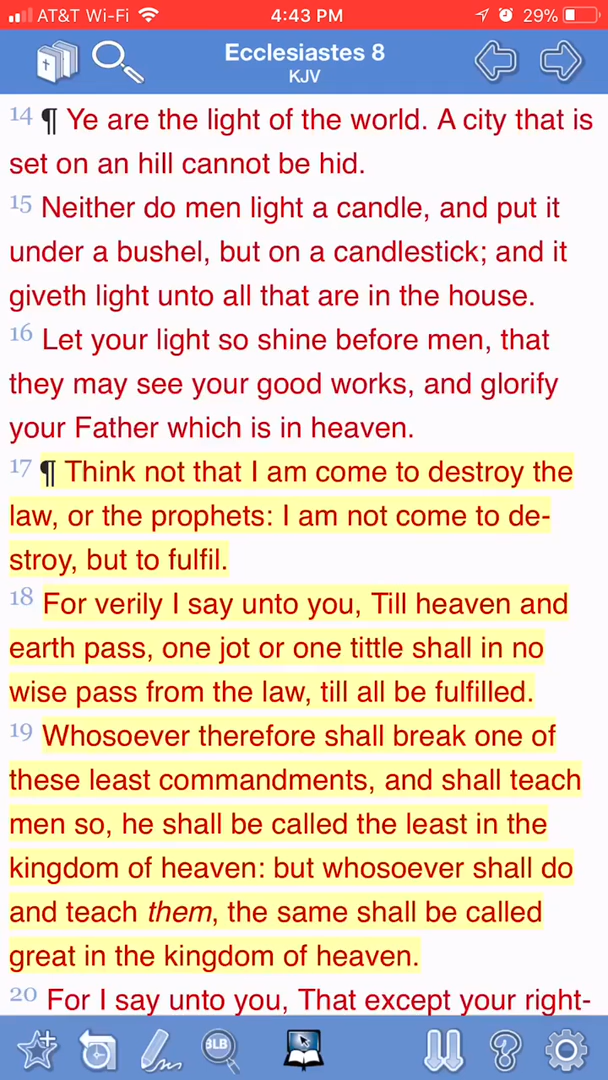 AT&T Wi-Fi 4:43 PM 29%
Ecclesiastes 8
KJV
14 ¶ Ye are the light of the world. A city that is
set on an hill cannot be hid.
15 Neither do men light a candle, and put it
under a bushel, but on a candlestick; and it
giveth light unto all that are in the house.
16 Let your light so shine before men, that
they may see your good works, and glorify
your Father which is in heaven.
17 ¶ Think not that I am come to destroy the
law, or the prophets: I am not come to de-
stroy, but to fulfil.
18 For verily I say unto you, Till heaven and
earth pass, one jot or one tittle shall in no
wise pass from the law, till all be fulfilled.
19 Whosoever therefore shall break one of
these least commandments, and shall teach
men so, he shall be called the least in the
kingdom of heaven: but whosoever shall do
and teach them, the same shall be called
great in the kingdom of heaven.
20 For I say unto you, That except your right-
BLB